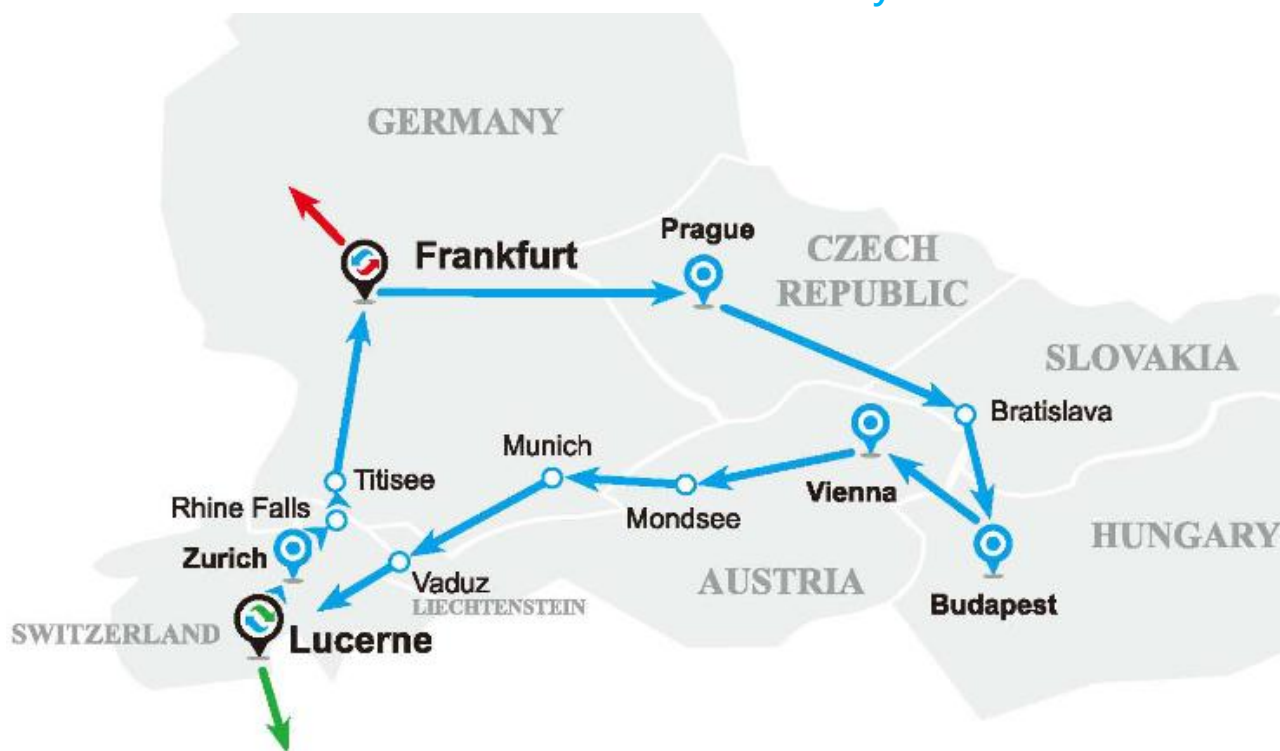 GERMANY
Prague
Frankfurt
CZECH
REPUBLIC
SLOVAKIA
Bratislava
Munich
Titisee
Vienna
Rhine Falls
Mondsee
HUNGARY
Zurich
Vaduz
AUSTRIA
LIECHTENSTEIN
Budapest
SWITZERLAND
Lucerne